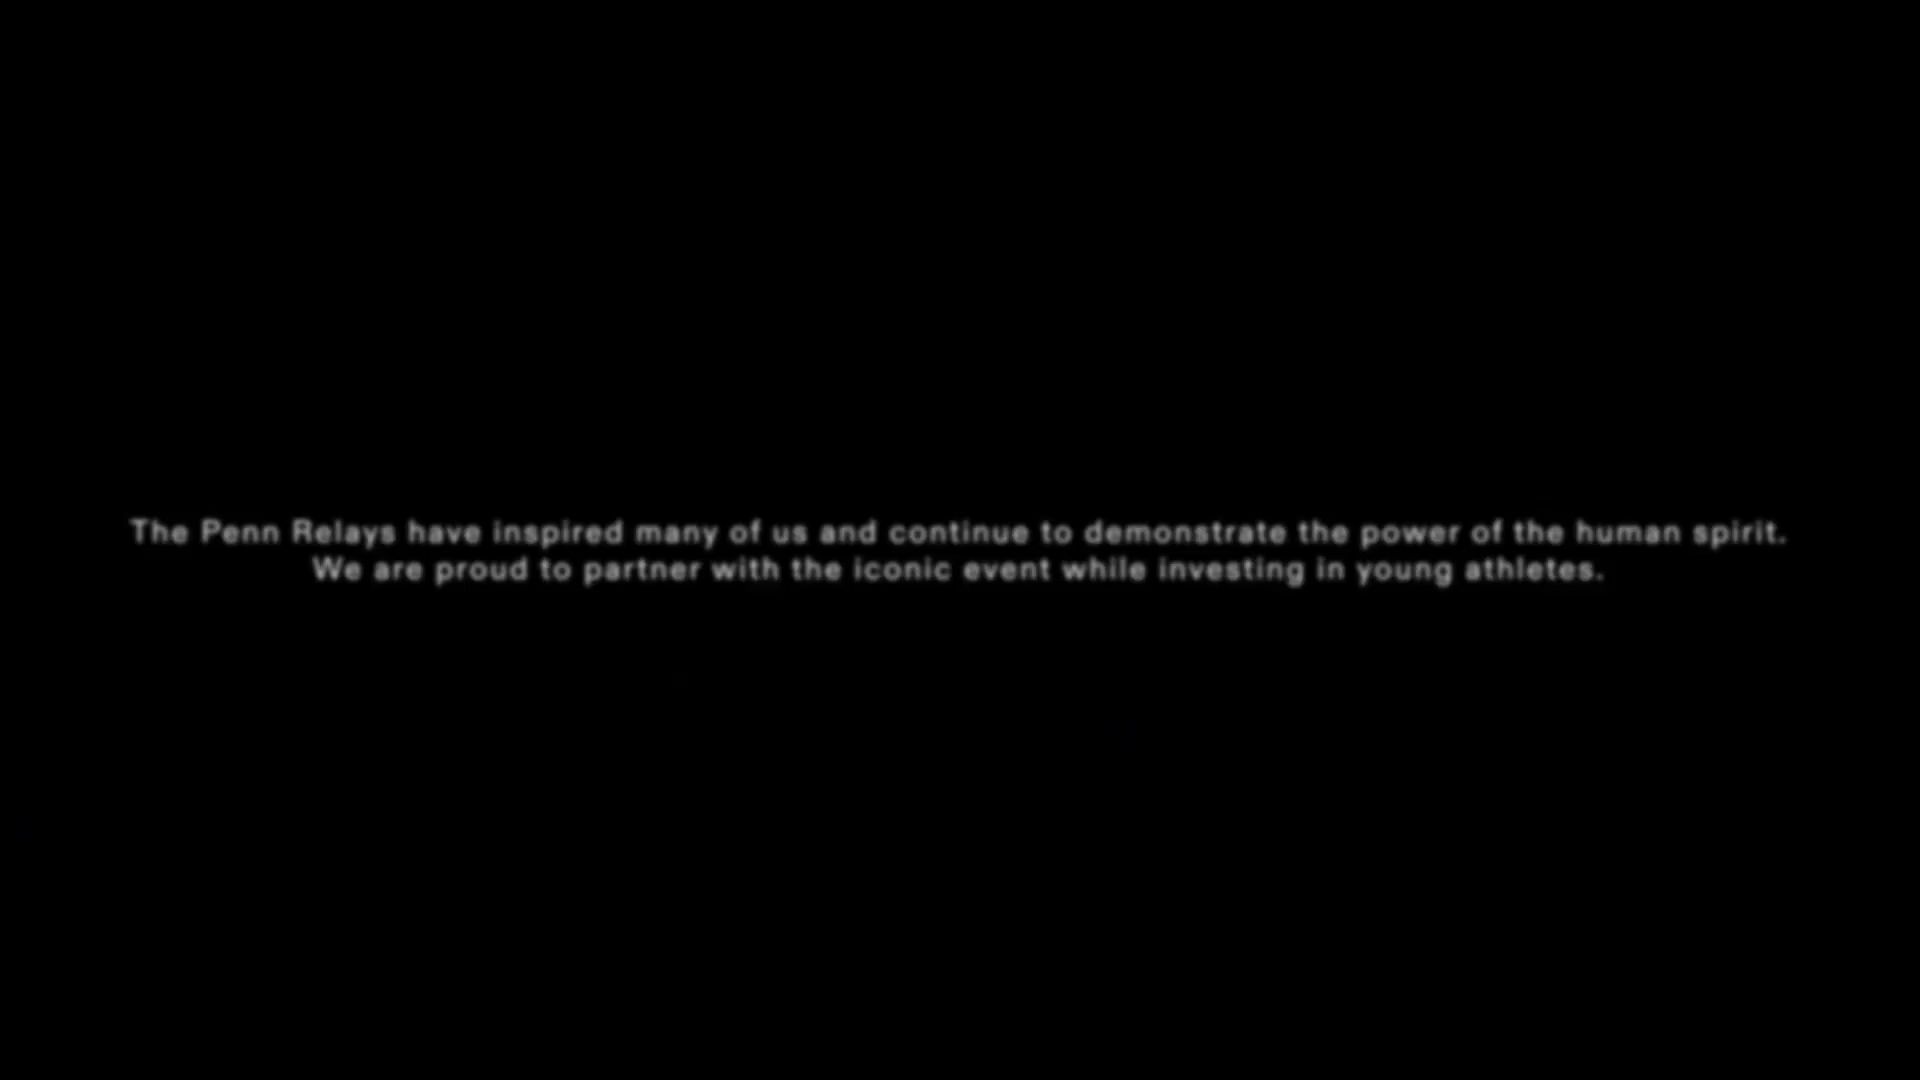 The Penn Relays have inspired many of us and continue to demonstrate the power of the human spirit.
We are proud to partner with the iconic event while investing in young athletes.